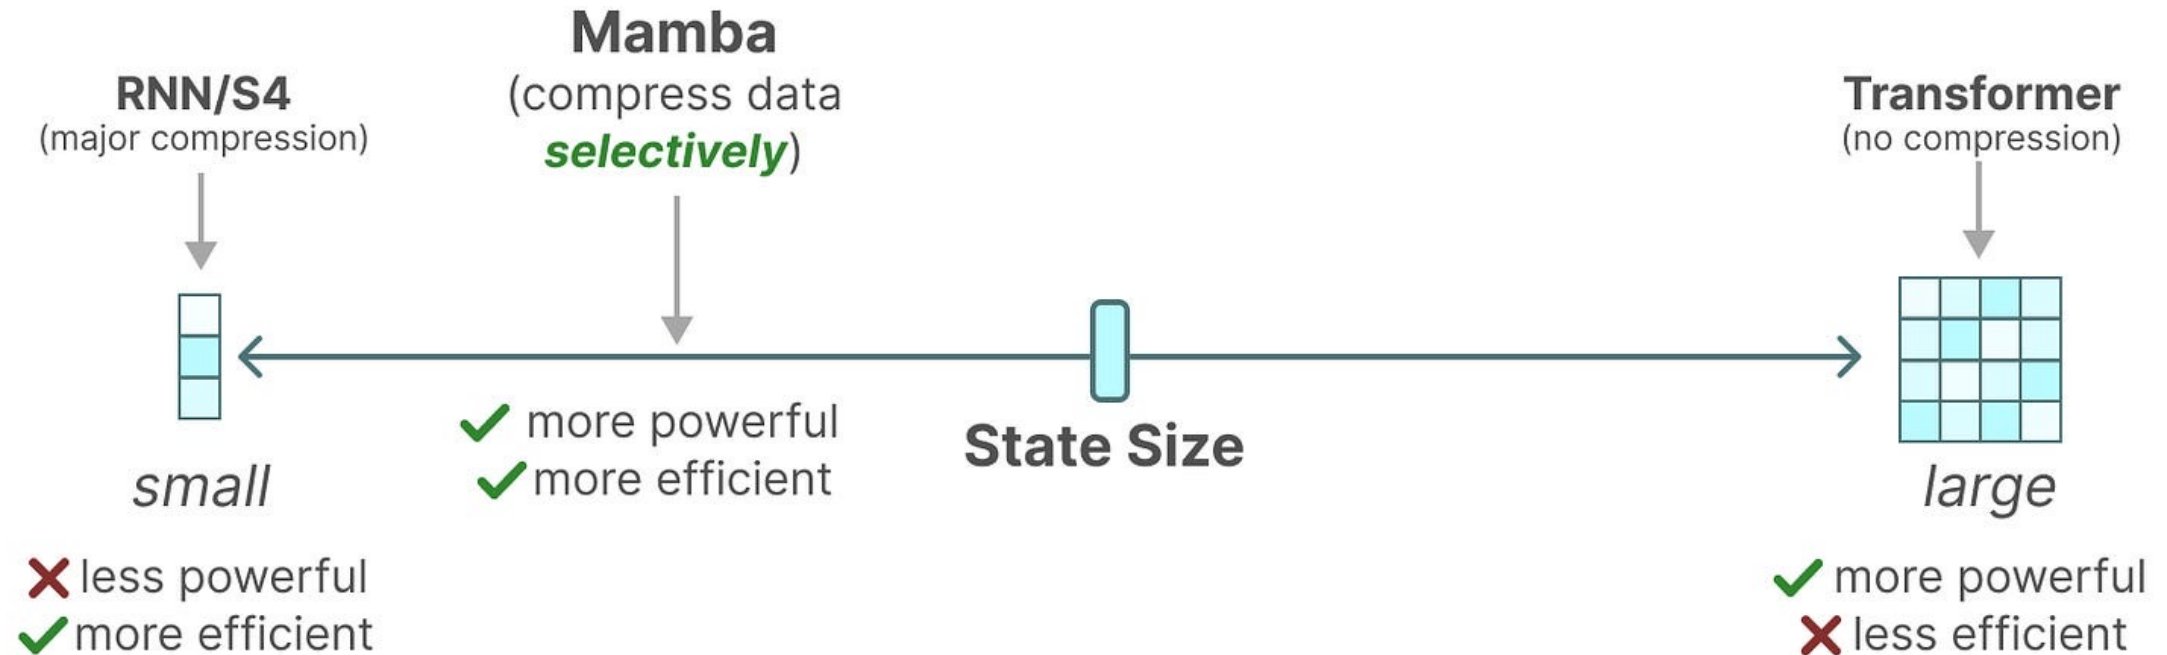 RNN/S4
(major compression)
small
less powerful
more efficient
Mamba
(compress data
selectively)
more powerful
more efficient
State Size
Transformer
(no compression)
large
more powerful
less efficient